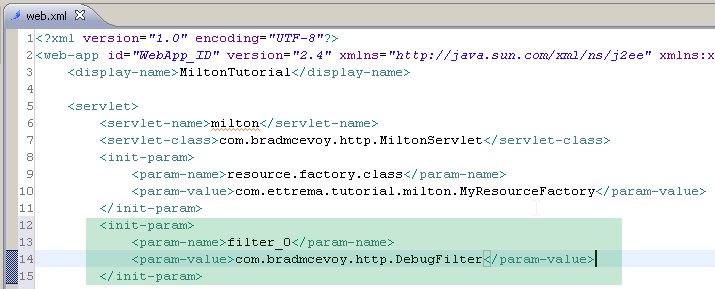 web.xml
1 <?xml version="1.0" encoding="UTF-8"?>
2 <web-app id="WebApp_ID" version="2.4" xmlns="http://java.sun.com/xml/ns/j2ee" xmlns:x
3 <display-name>MiltonTutorial</display-name>
4
5 <servlet>
6 <servlet-name>milton</servlet-name>
7 <servlet-class>com.bradmcevoy.http.MiltonServlet</servlet-class>
8 <init-param>
9 <param-name>resource.factory.class</param-name>
10 <param-value>com.ettrema.tutorial.milton.MyResourceFactory</param-value>
11 </init-param>
12 <init-param>
13 <param-name>filter_0</param-name>
14 <param-value>com.bradmcevoy.http.DebugFilter</param-value>
15 </init-param>